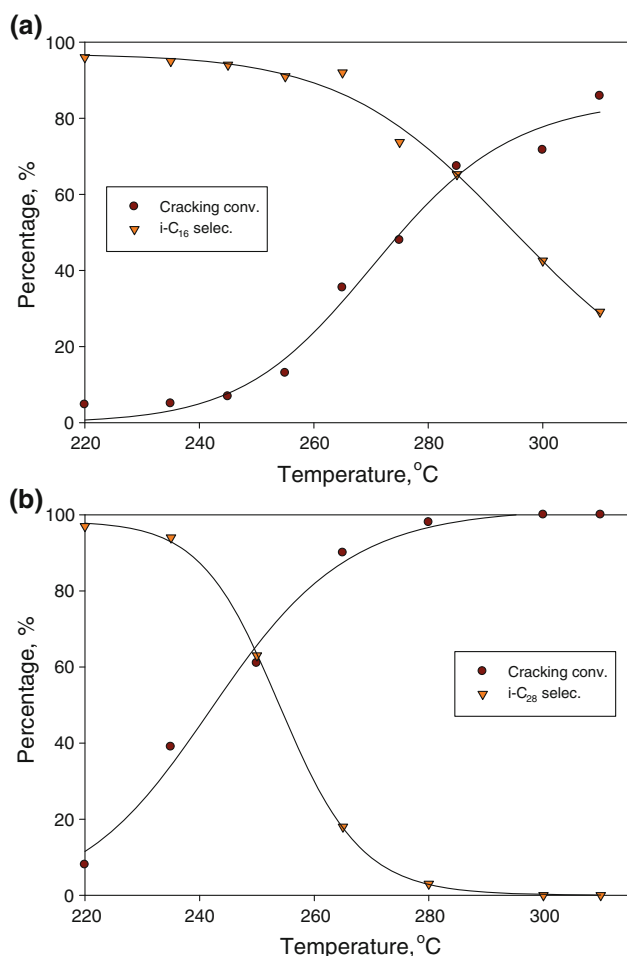 (a)
100
80
60
40
20
0
Percentage, %
Cracking conv.
i-C₁₆ selec.
220 240 260 280 300
Temperature, °C
(b)
100
80
60
40
20
0
Percentage, %
Cracking conv.
i-C₂₈ selec.
220 240 260 280 300
Temperature, °C